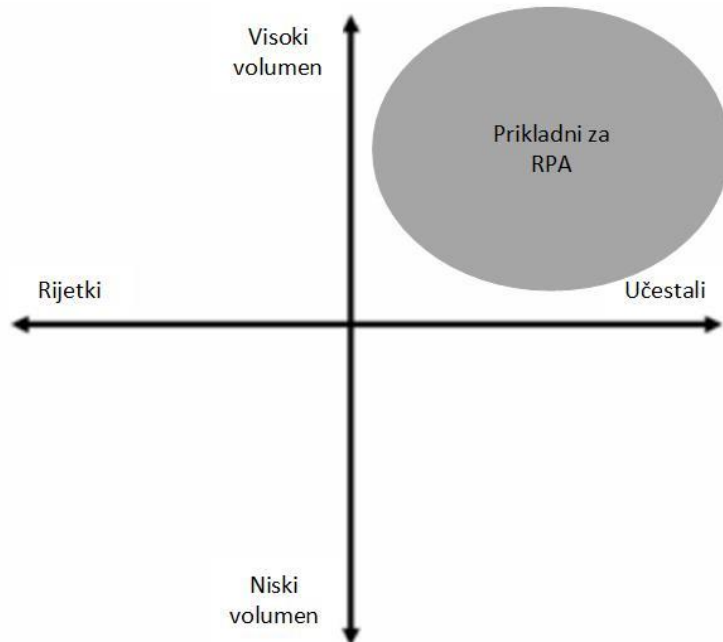 Visoki
volumen
Prikladni za
RPA
Rijetki
Učestali
Niski
volumen